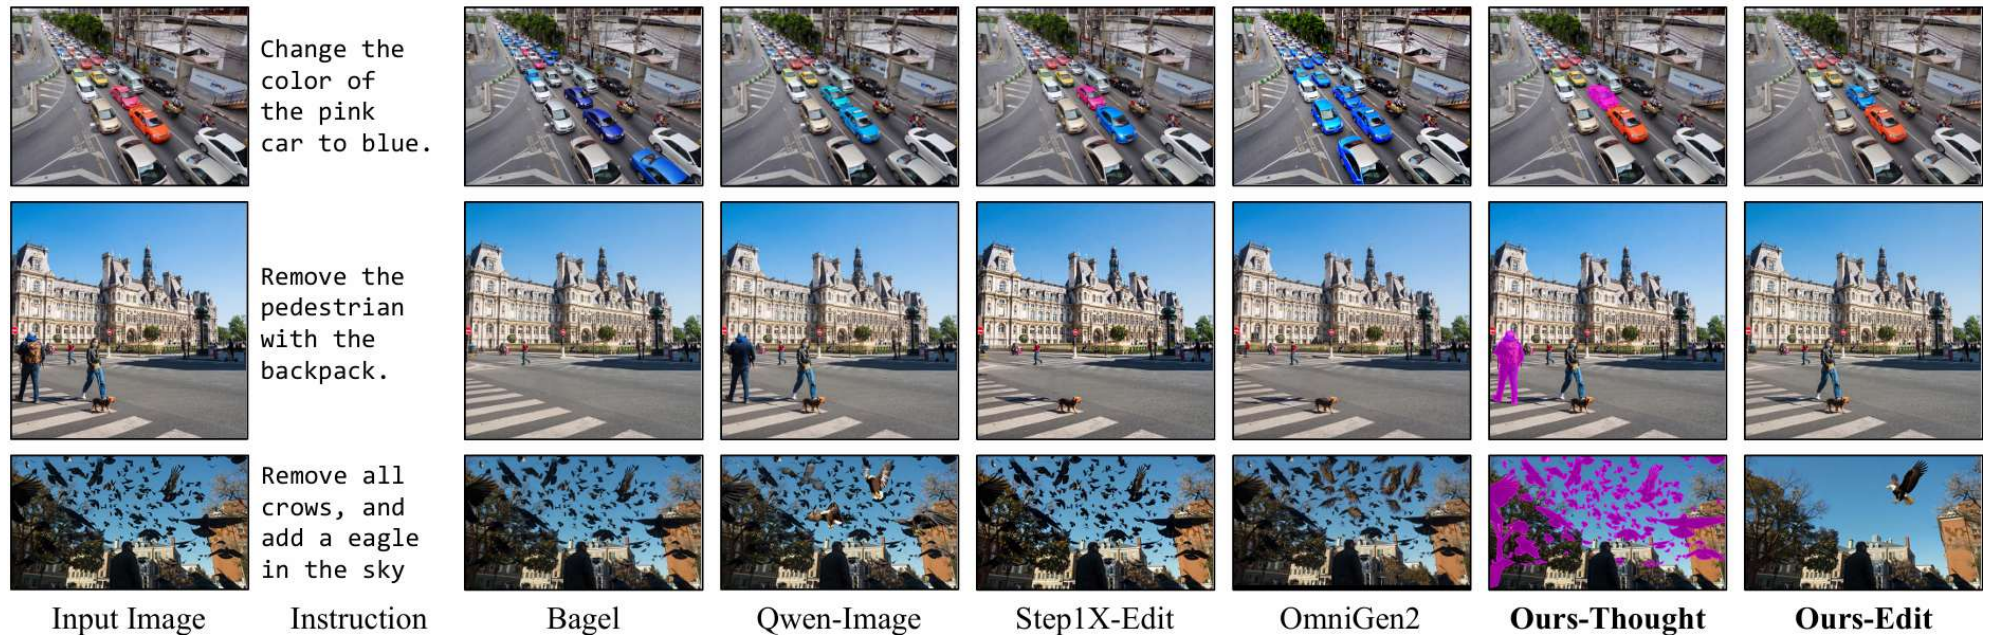 Change the
color of
the pink
car to blue.
Remove the
pedestrian
with the
backpack.
Remove all
crows, and
add a eagle
in the sky
Input Image
Instruction
Bagel
Qwen-Image
Step1X-Edit
OmniGen2
Ours-Thought
Ours-Edit